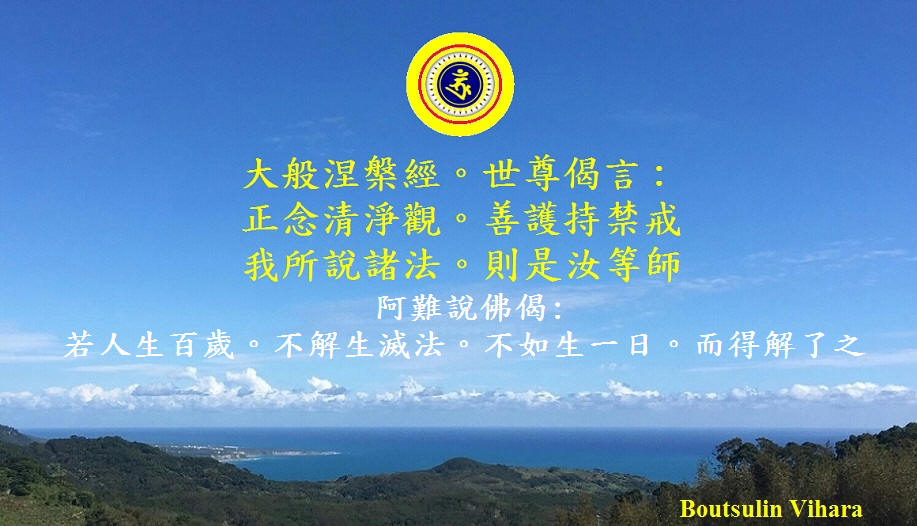 大般涅槃經。世尊偈言：
正念清淨觀。善護持禁戒
我所說諸法。則是汝等師
阿難說佛偈:
若人生百歲。不解生滅法。不如生一日。而得解了之
Boutsulin Vihara